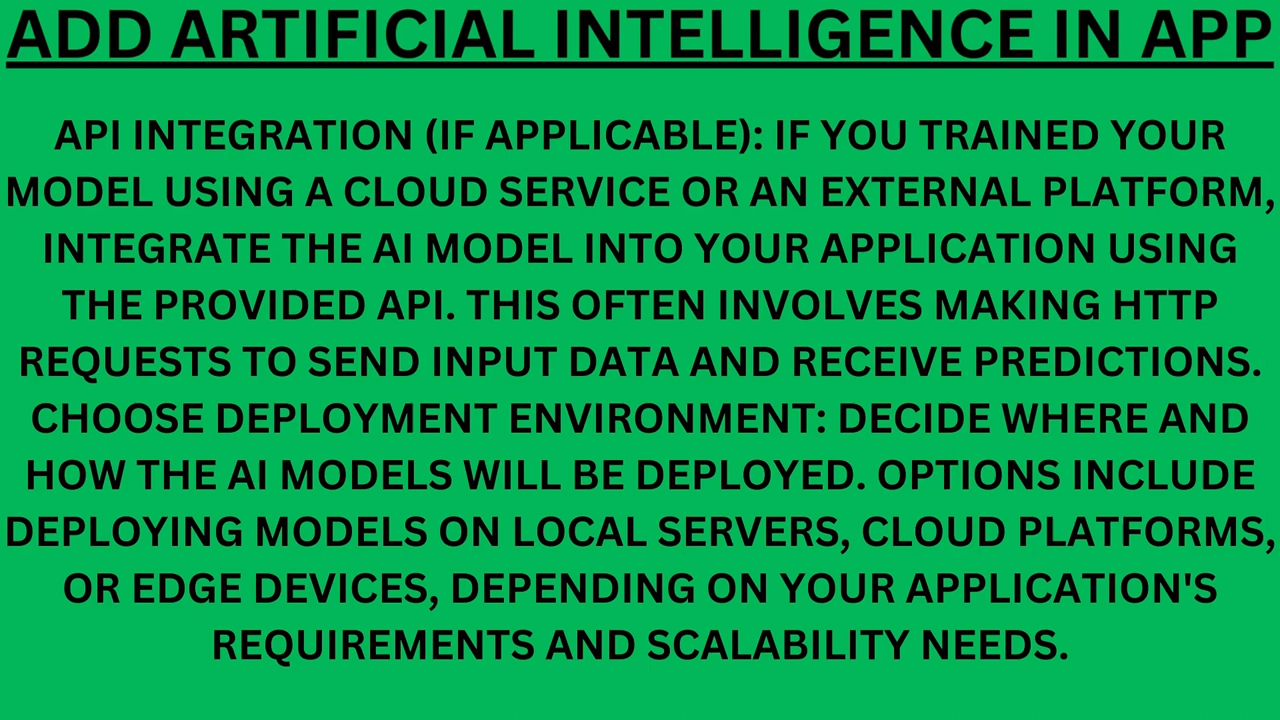 ADD ARTIFICIAL INTELLIGENCE IN APP
API INTEGRATION (IF APPLICABLE): IF YOU TRAINED YOUR
MODEL USING A CLOUD SERVICE OR AN EXTERNAL PLATFORM,
INTEGRATE THE AI MODEL INTO YOUR APPLICATION USING
THE PROVIDED API. THIS OFTEN INVOLVES MAKING HTTP
REQUESTS TO SEND INPUT DATA AND RECEIVE PREDICTIONS.
CHOOSE DEPLOYMENT ENVIRONMENT: DECIDE WHERE AND
HOW THE AI MODELS WILL BE DEPLOYED. OPTIONS INCLUDE
DEPLOYING MODELS ON LOCAL SERVERS, CLOUD PLATFORMS,
OR EDGE DEVICES, DEPENDING ON YOUR APPLICATION'S
REQUIREMENTS AND SCALABILITY NEEDS.